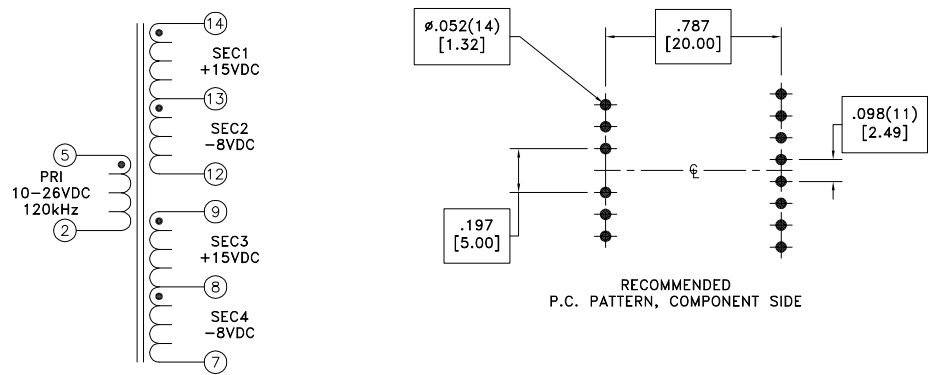 14
SEC1
+15VDC
13
SEC2
-8VDC
12
5
PRI
10-26VDC
120kHz
2
9
SEC3
+15VDC
8
SEC4
-8VDC
7
ø.052(14)
[1.32]
.787
[20.00]
.098(11)
[2.49]
℄
.197
[5.00]
RECOMMENDED
P.C. PATTERN, COMPONENT SIDE